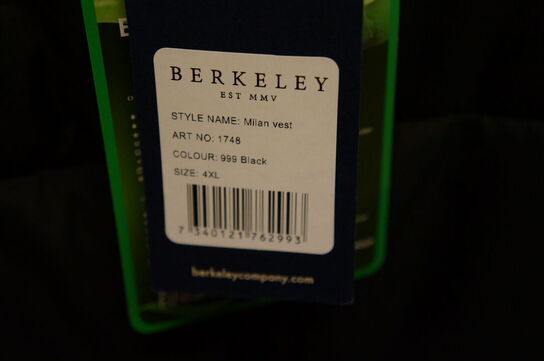 BERKELEY
EST MMV
STYLE NAME: Milan vest
ART NO: 1748
COLOUR: 999 Black
SIZE: 4XL
7 340121 762993
berkeleycompany.com